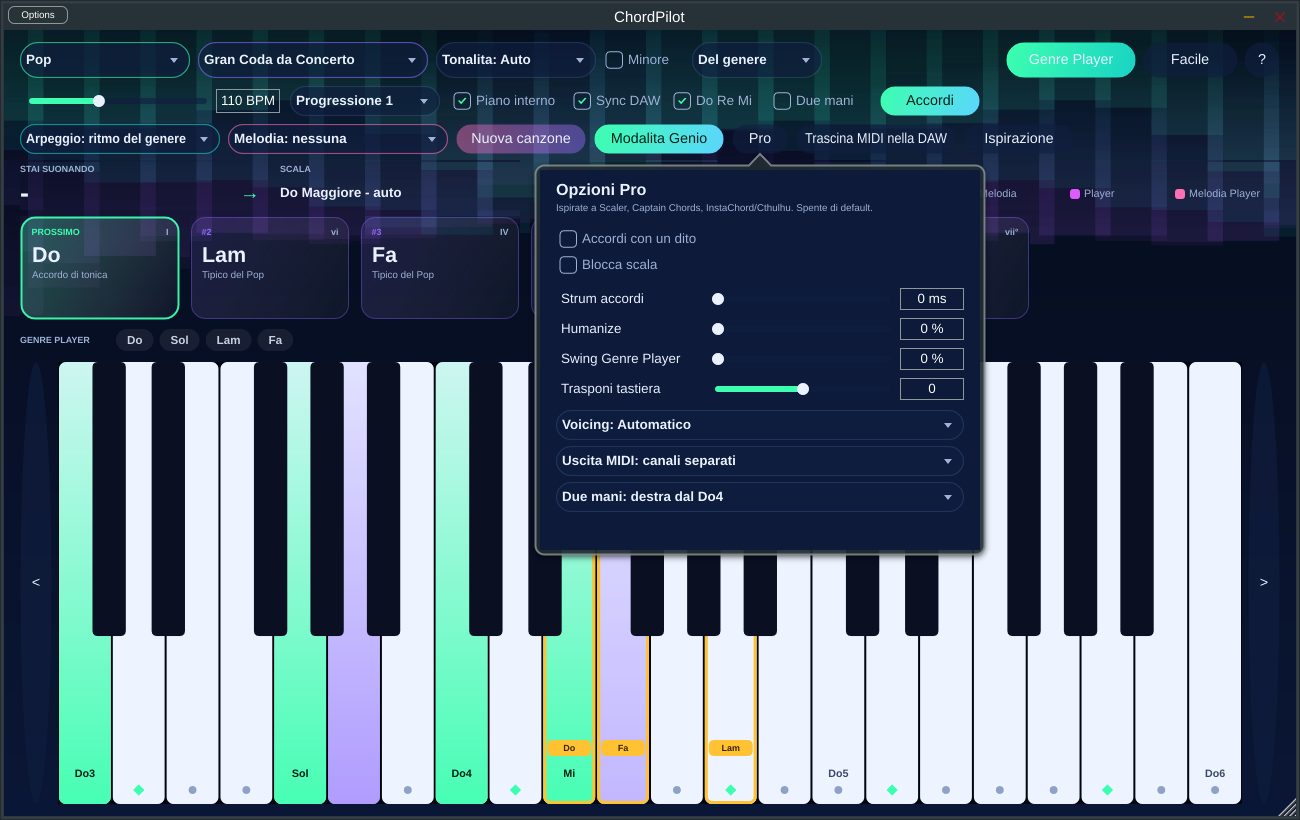 Options
ChordPilot
Pop
Gran Coda da Concerto
Tonalita: Auto
Minore
Del genere
Genre Player
Facile
?
110 BPM
Progressione 1
Piano interno
Sync DAW
Do Re Mi
Due mani
Accordi
Arpeggio: ritmo del genere
Melodia: nessuna
Nuova canzone
Modalita Genio
Pro
Trascina MIDI nella DAW
Ispirazione
STAI SUONANDO
SCALA
-
→
Do Maggiore - auto
Player
Melodia Player
PROSSIMO
I
Do
Accordo di tonica
#2
vi
Lam
Tipico del Pop
#3
IV
Fa
Tipico del Pop
vii°
Opzioni Pro
Ispirate a Scaler, Captain Chords, InstaChord/Cthulhu. Spente di default.
Accordi con un dito
Blocca scala
Strum accordi
0 ms
Humanize
0 %
Swing Genre Player
0 %
Trasponi tastiera
0
Voicing: Automatico
Uscita MIDI: canali separati
Due mani: destra dal Do4
GENRE PLAYER
Do
Sol
Lam
Fa
<
>
Do
Fa
Lam
Do3
Sol
Do4
Mi
Do5
Do6